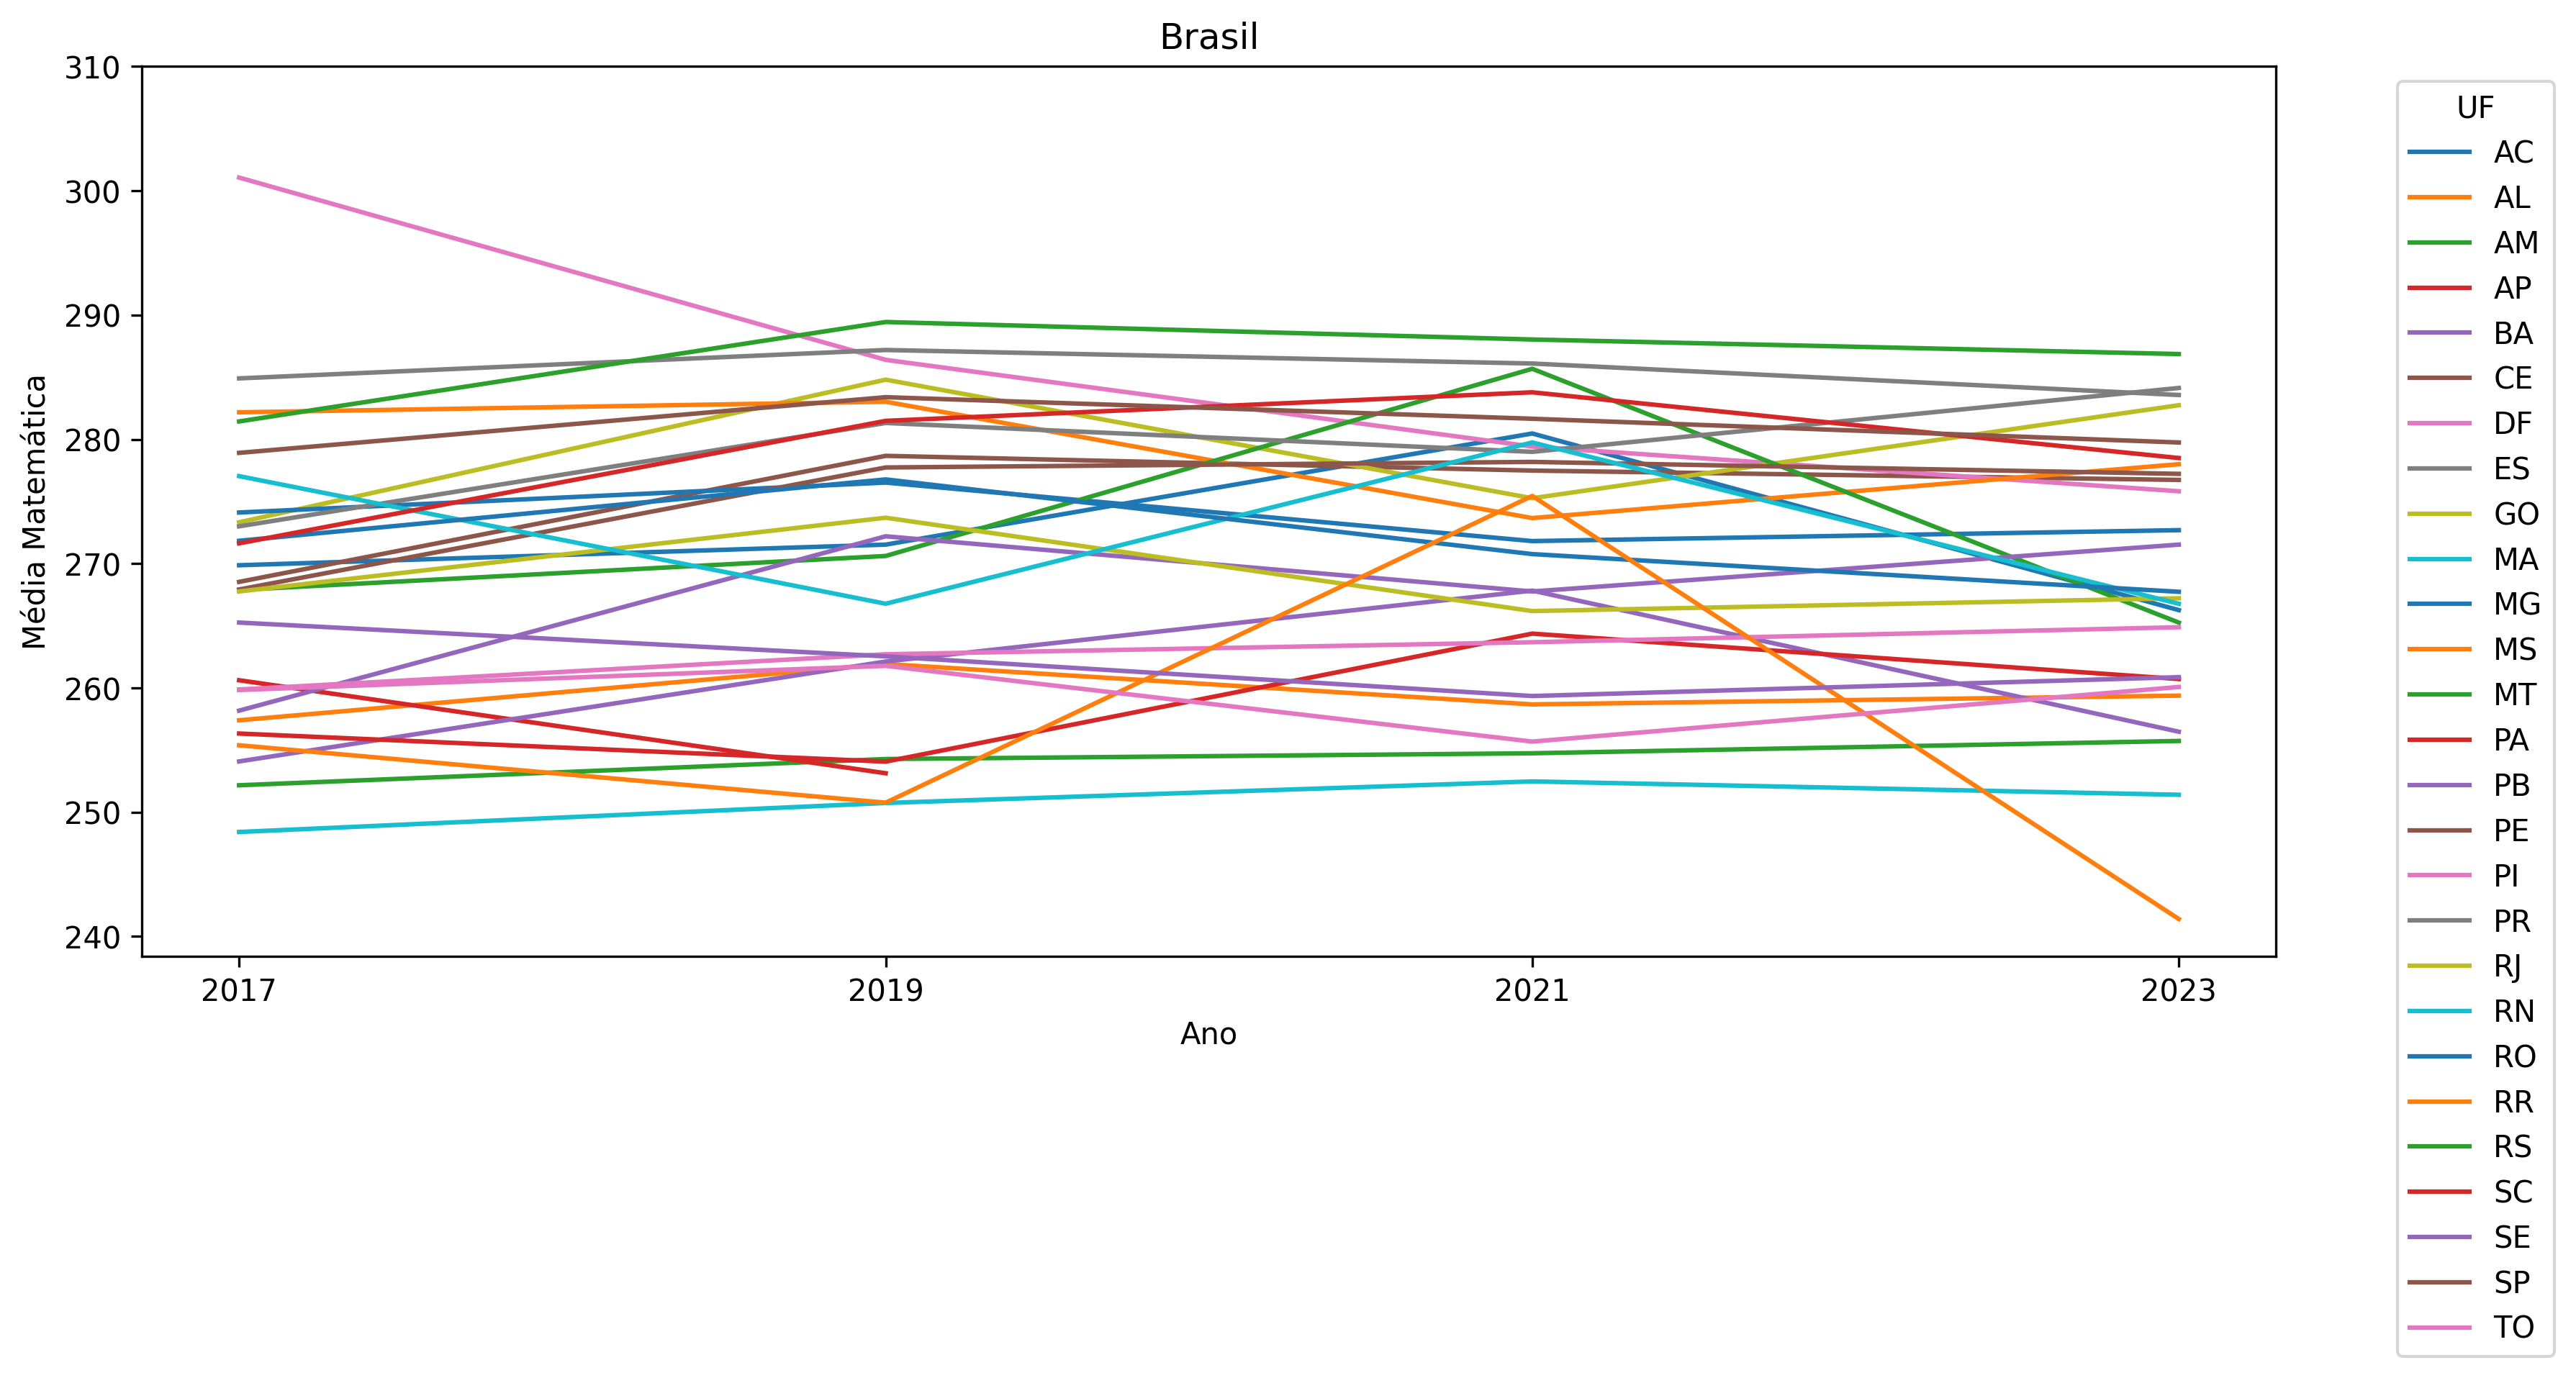 Brasil
310
300
290
280
270
260
250
240
Média Matemática
2017
2019
2021
2023
Ano
UF
AC
AL
AM
AP
BA
CE
DF
ES
GO
MA
MG
MS
MT
PA
PB
PE
PI
PR
RJ
RN
RO
RR
RS
SC
SE
SP
TO